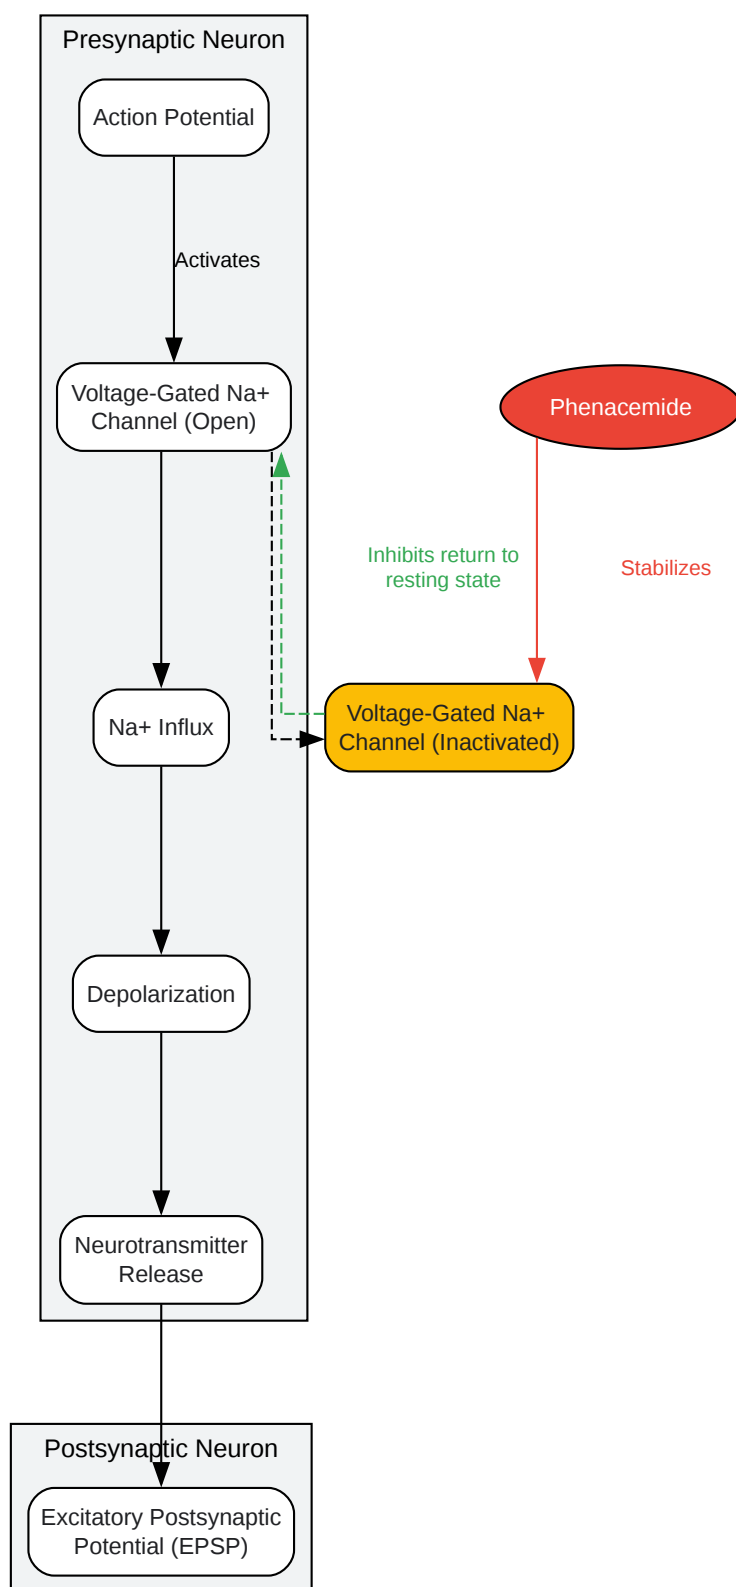 Presynaptic Neuron
Action Potential
Activates
Voltage-Gated Na+
Channel (Open)
Phenacemide
Inhibits return to
resting state
Stabilizes
Na+ Influx
Voltage-Gated Na+
Channel (Inactivated)
Depolarization
Neurotransmitter
Release
Postsynaptic Neuron
Excitatory Postsynaptic
Potential (EPSP)